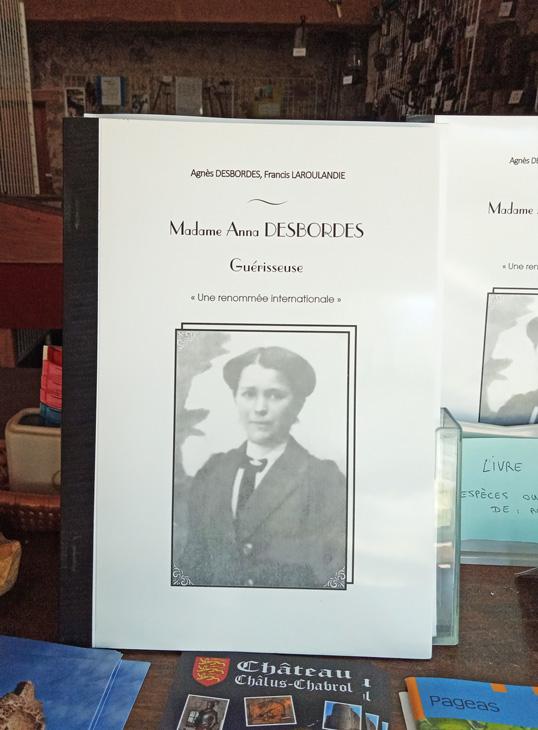 Agnès DESBORDES, Francis LAROULANDIE
Madame Anna DESBORDES
Guérisseuse
« Une renommée internationale »
Agnès
Madame
« Une
LIVRE
ESPÈCES
DE
Château
Châlus-Chabrol
Pageas